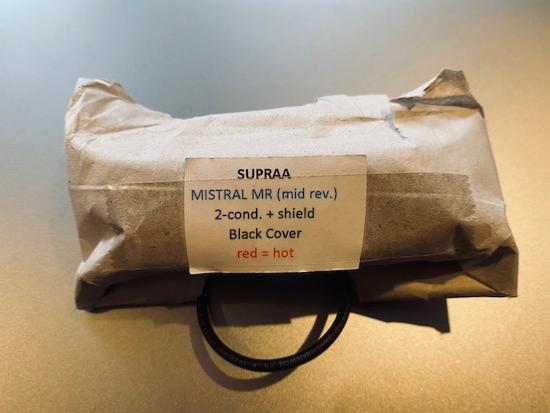 SUPRAA
MISTRAL MR (mid rev.)
2-cond. + shield
Black Cover
red = hot